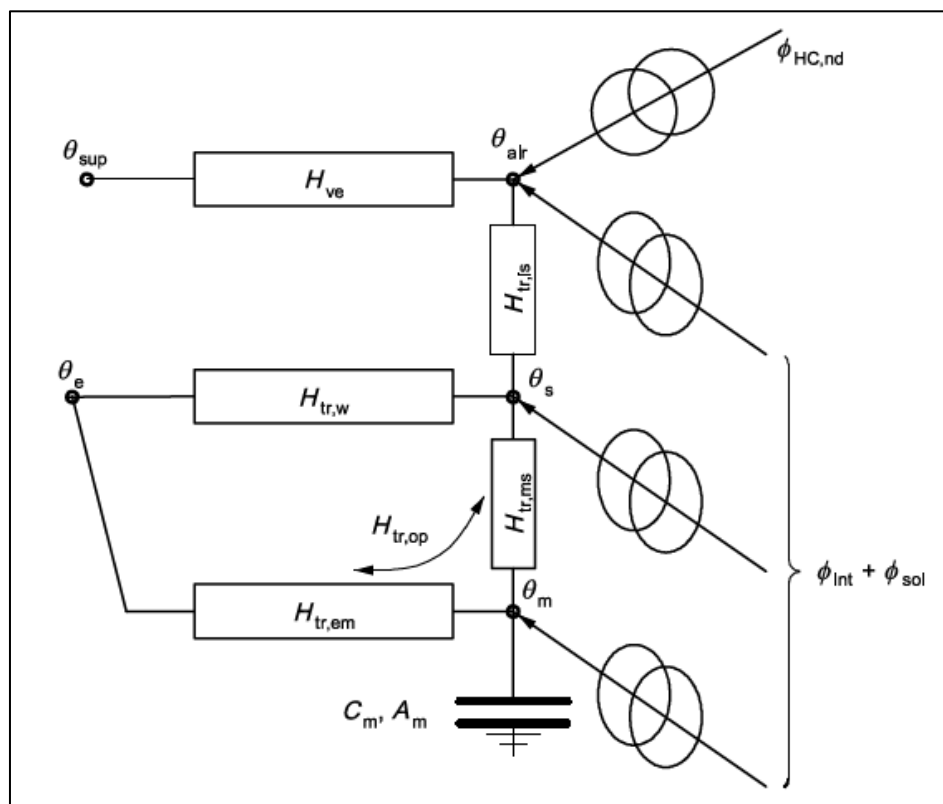 ϕHC,nd
θsup
Hve
θair
Htr,is
θe
Htr,w
θs
Htr,ms
Htr,op
ϕint + ϕsol
Htr,em
θm
Cm, Am